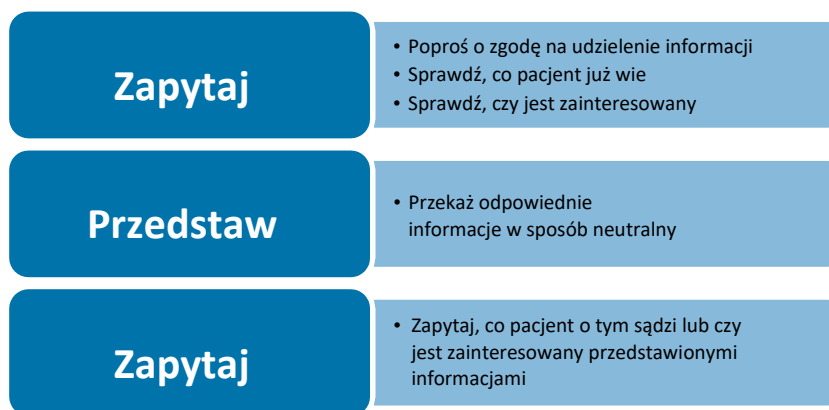 Zapytaj
• Poproś o zgodę na udzielenie informacji
• Sprawdź, co pacjent już wie
• Sprawdź, czy jest zainteresowany
Przedstaw
• Przekaż odpowiednie
informacje w sposób neutralny
Zapytaj
• Zapytaj, co pacjent o tym sądzi lub czy
jest zainteresowany przedstawionymi
informacjami